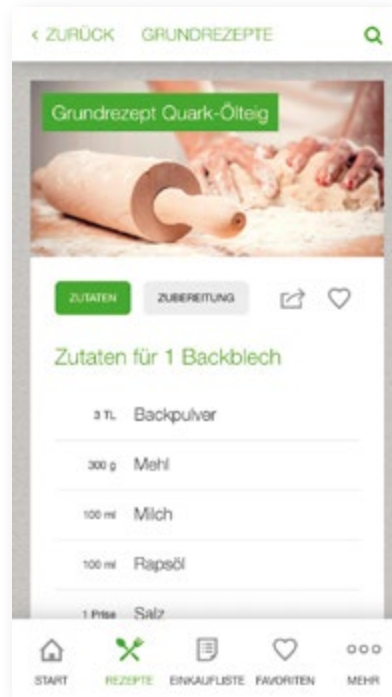 < ZURÜCK GRUNDREZEPTE
Grundrezept Quark-Ölteig
ZUTATEN ZUBEREITUNG
Zutaten für 1 Backblech
3 TL Backpulver
300 g Mehl
100 ml Milch
100 ml Rapsöl
1 Prise Salz
START REZEPTE EINKAUFLISTE FAVORITEN MEHR